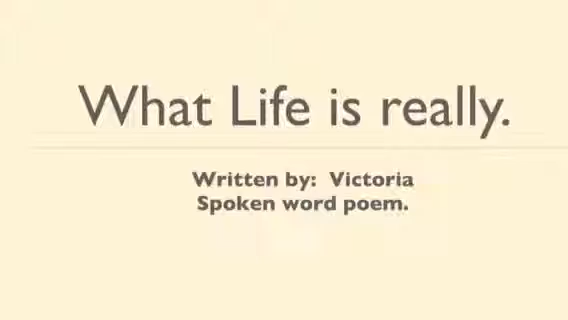 What Life is really.
Written by: Victoria
Spoken word poem.